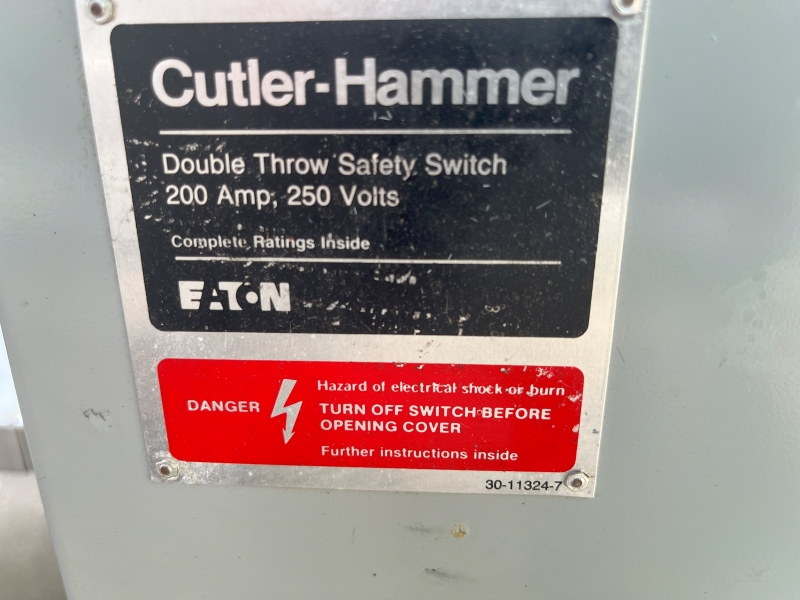 Cutler-Hammer
Double Throw Safety Switch
200 Amp, 250 Volts
Complete Ratings Inside
EATON
DANGER
Hazard of electrical shock or burn
TURN OFF SWITCH BEFORE
OPENING COVER
Further instructions inside
30-11324-7